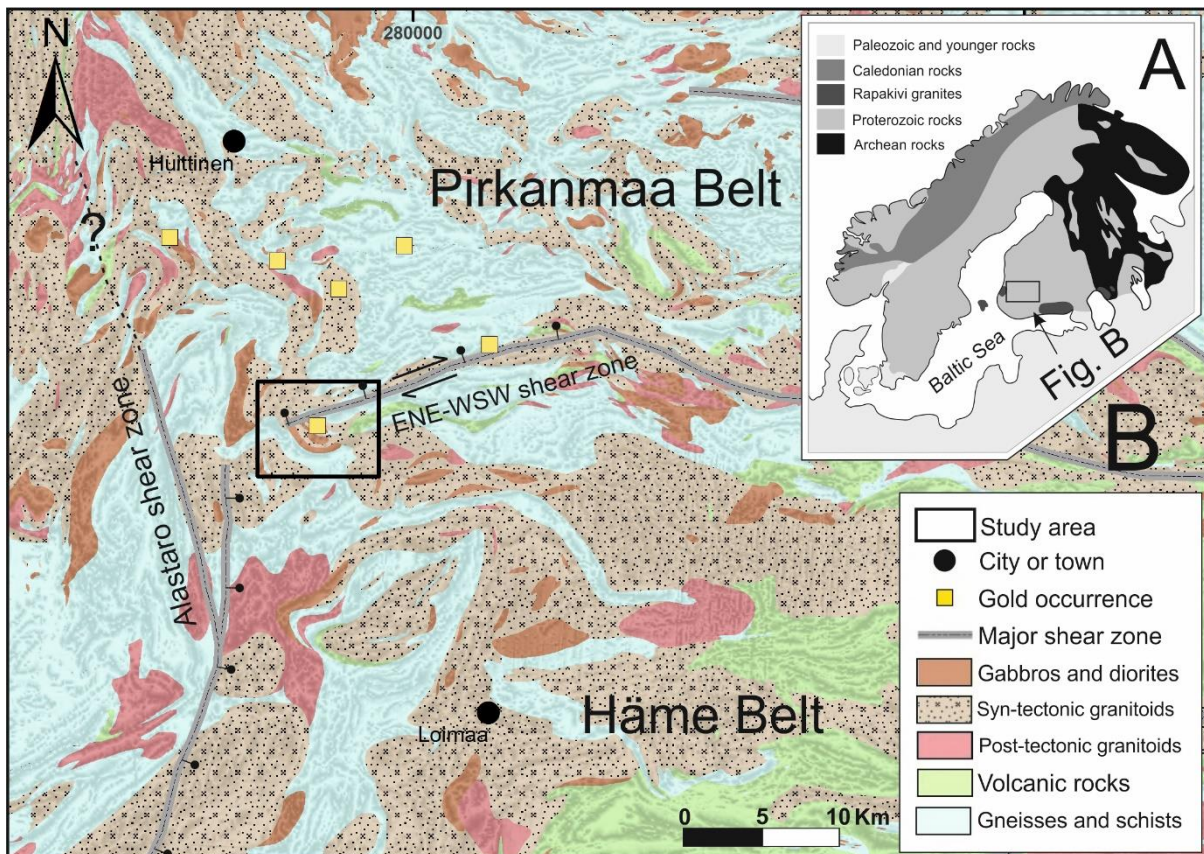 N
280000
Huittinen
Pirkanmaa Belt
?
ENE-WSW shear zone
Alastaro shear zone
Loimaa
Häme Belt
0 5 10 Km
A
Paleozoic and younger rocks
Caledonian rocks
Rapakivi granites
Proterozoic rocks
Archean rocks
Baltic Sea
Fig. B
B
Study area
City or town
Gold occurrence
Major shear zone
Gabbros and diorites
Syn-tectonic granitoids
Post-tectonic granitoids
Volcanic rocks
Gneisses and schists